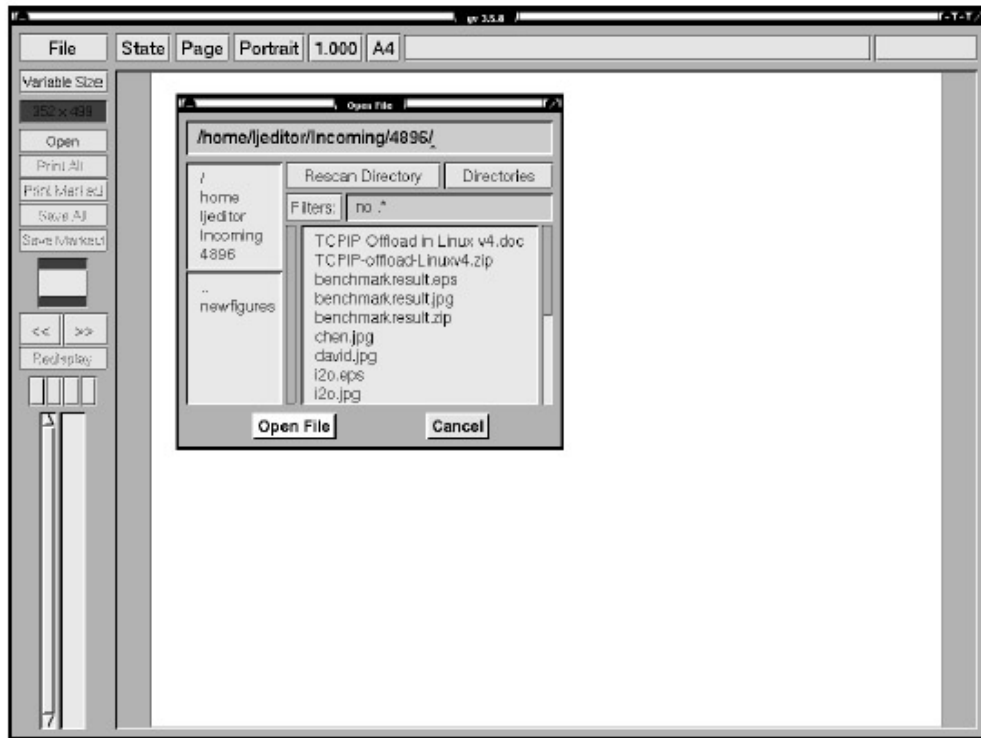 gv 3.5.8
File State Page Portrait 1.000 A4
Variable Size
352 x 499
Open
Print All
Print Marked
Save All
Save Marked
<< >>
Redisplay
Open File
/home/ljeditor/Incoming/4896/
/
home
ljeditor
Incoming
4896
..
newfigures
Rescan Directory Directories
Filters: no .*
TCPIP Offload in Linux v4.doc
TCPIP-offload-Linuxv4.zip
benchmarkresult.eps
benchmarkresult.jpg
benchmarkresult.zip
chen.jpg
david.jpg
i2o.eps
i2o.jpg
Open File Cancel